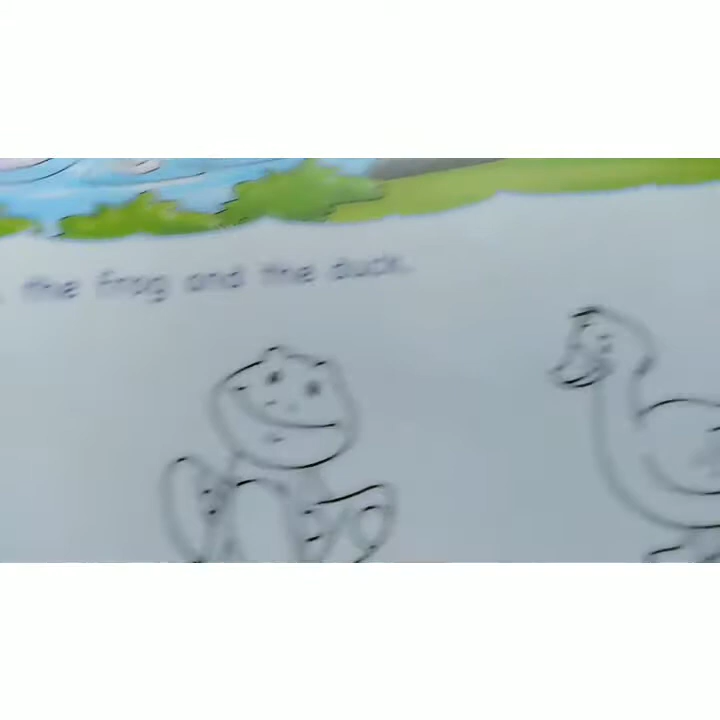 the frog and the duck.